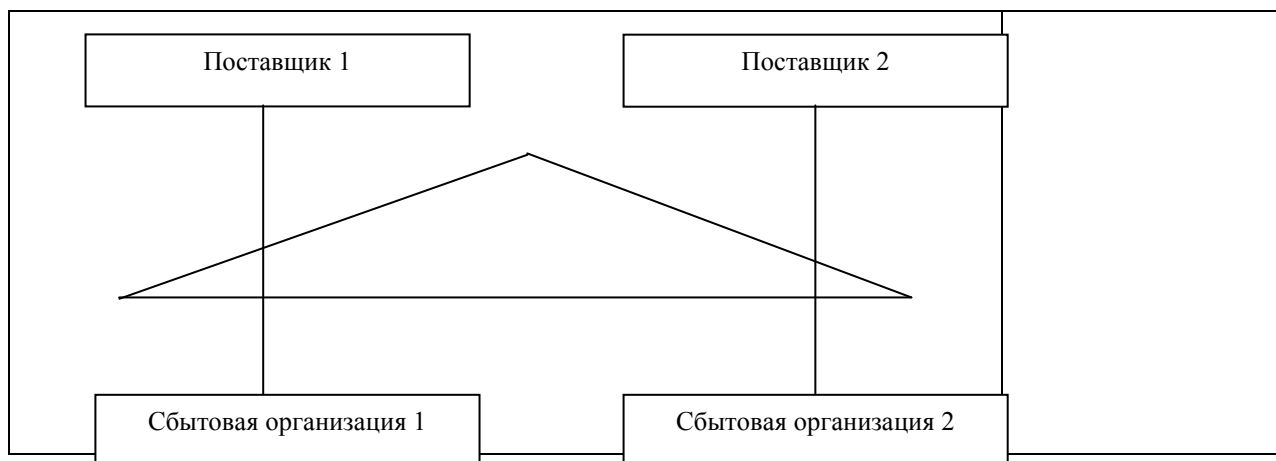 Поставщик 1
Поставщик 2
Сбытовая организация 1
Сбытовая организация 2